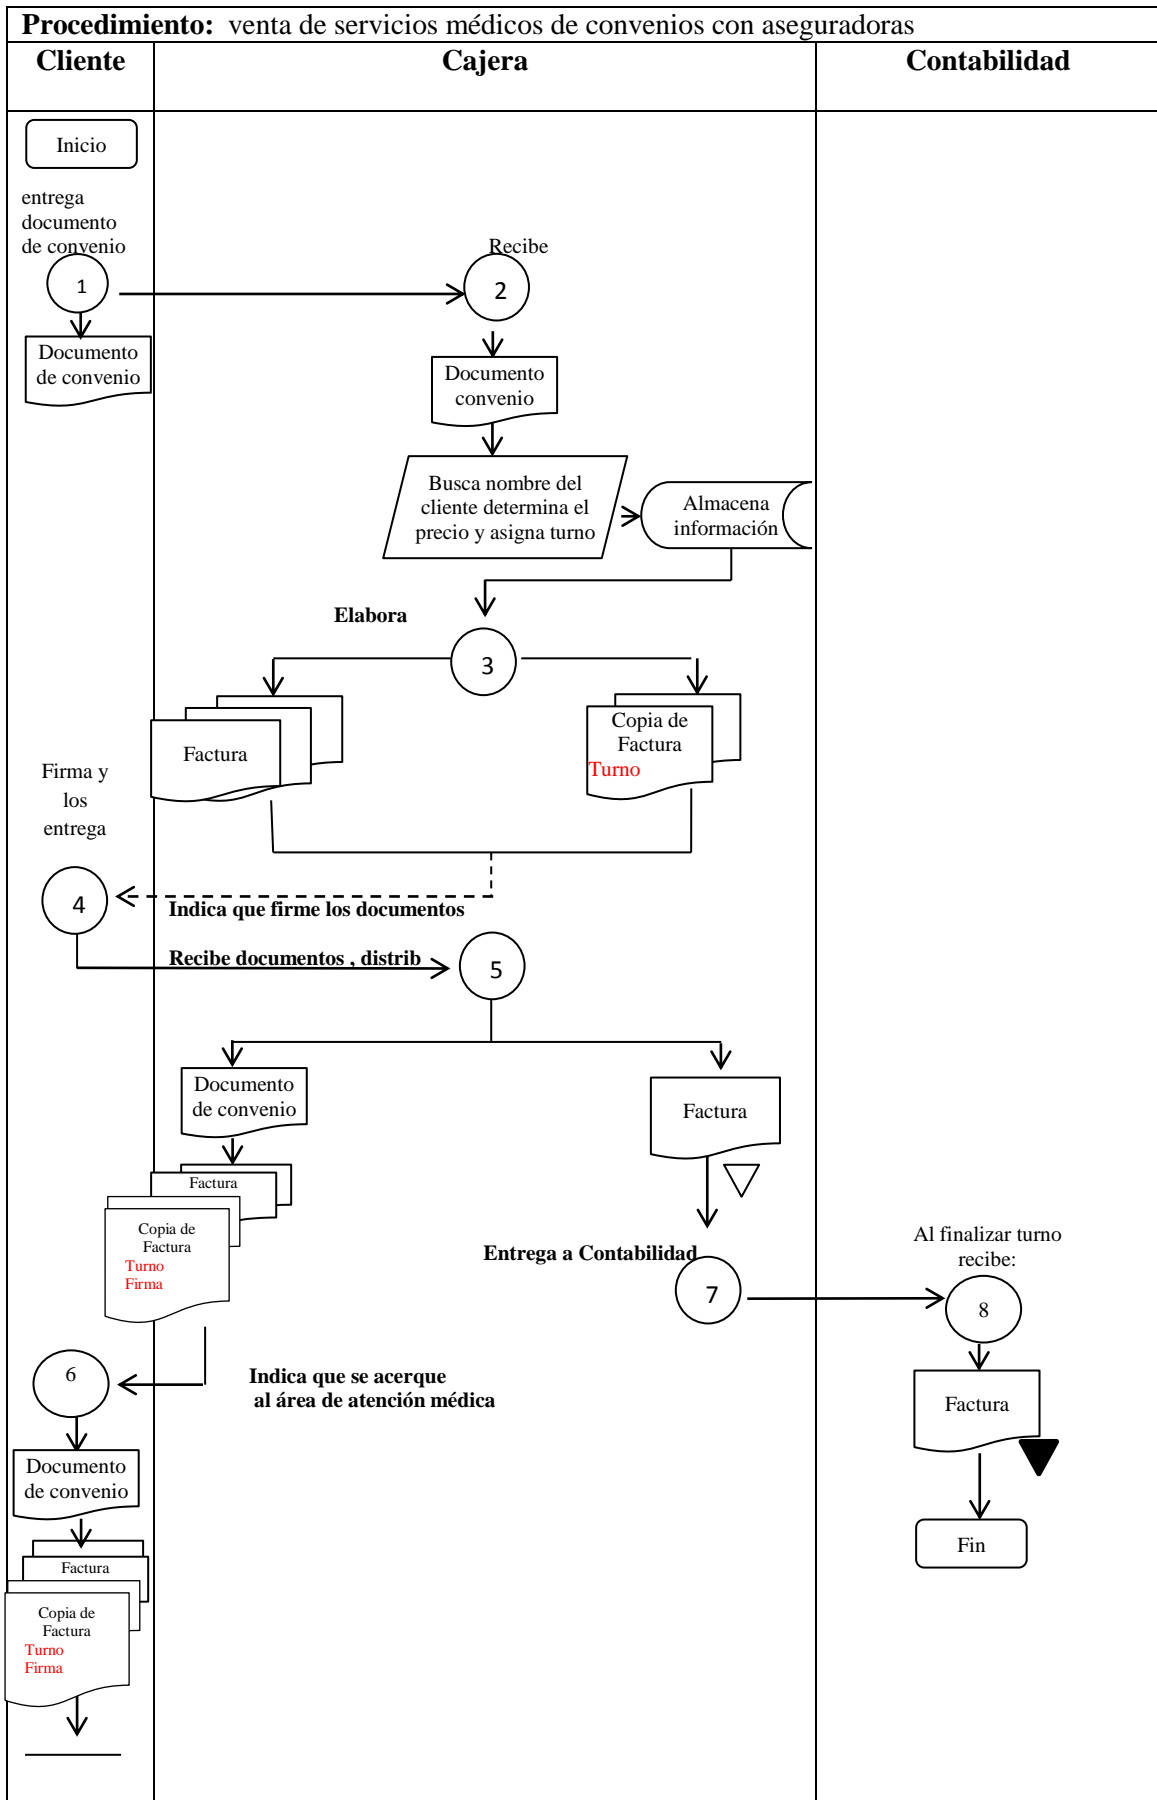 Procedimiento: venta de servicios médicos de convenios con aseguradoras
Cliente
Cajera
Contabilidad
Inicio
entrega
documento
de convenio
Recibe
1
2
Documento
de convenio
Documento
convenio
Busca nombre del
cliente determina el
precio y asigna turno
Almacena
información
Elabora
3
Factura
Copia de
Factura
Turno
Firma y
los
entrega
4
Indica que firme los documentos
Recibe documentos , distrib
5
Documento
de convenio
Factura
Factura
Copia de
Factura
Turno
Firma
Entrega a Contabilidad
7
Al finalizar turno
recibe:
8
6
Indica que se acerque
al área de atención médica
Factura
Documento
de convenio
Fin
Factura
Copia de
Factura
Turno
Firma